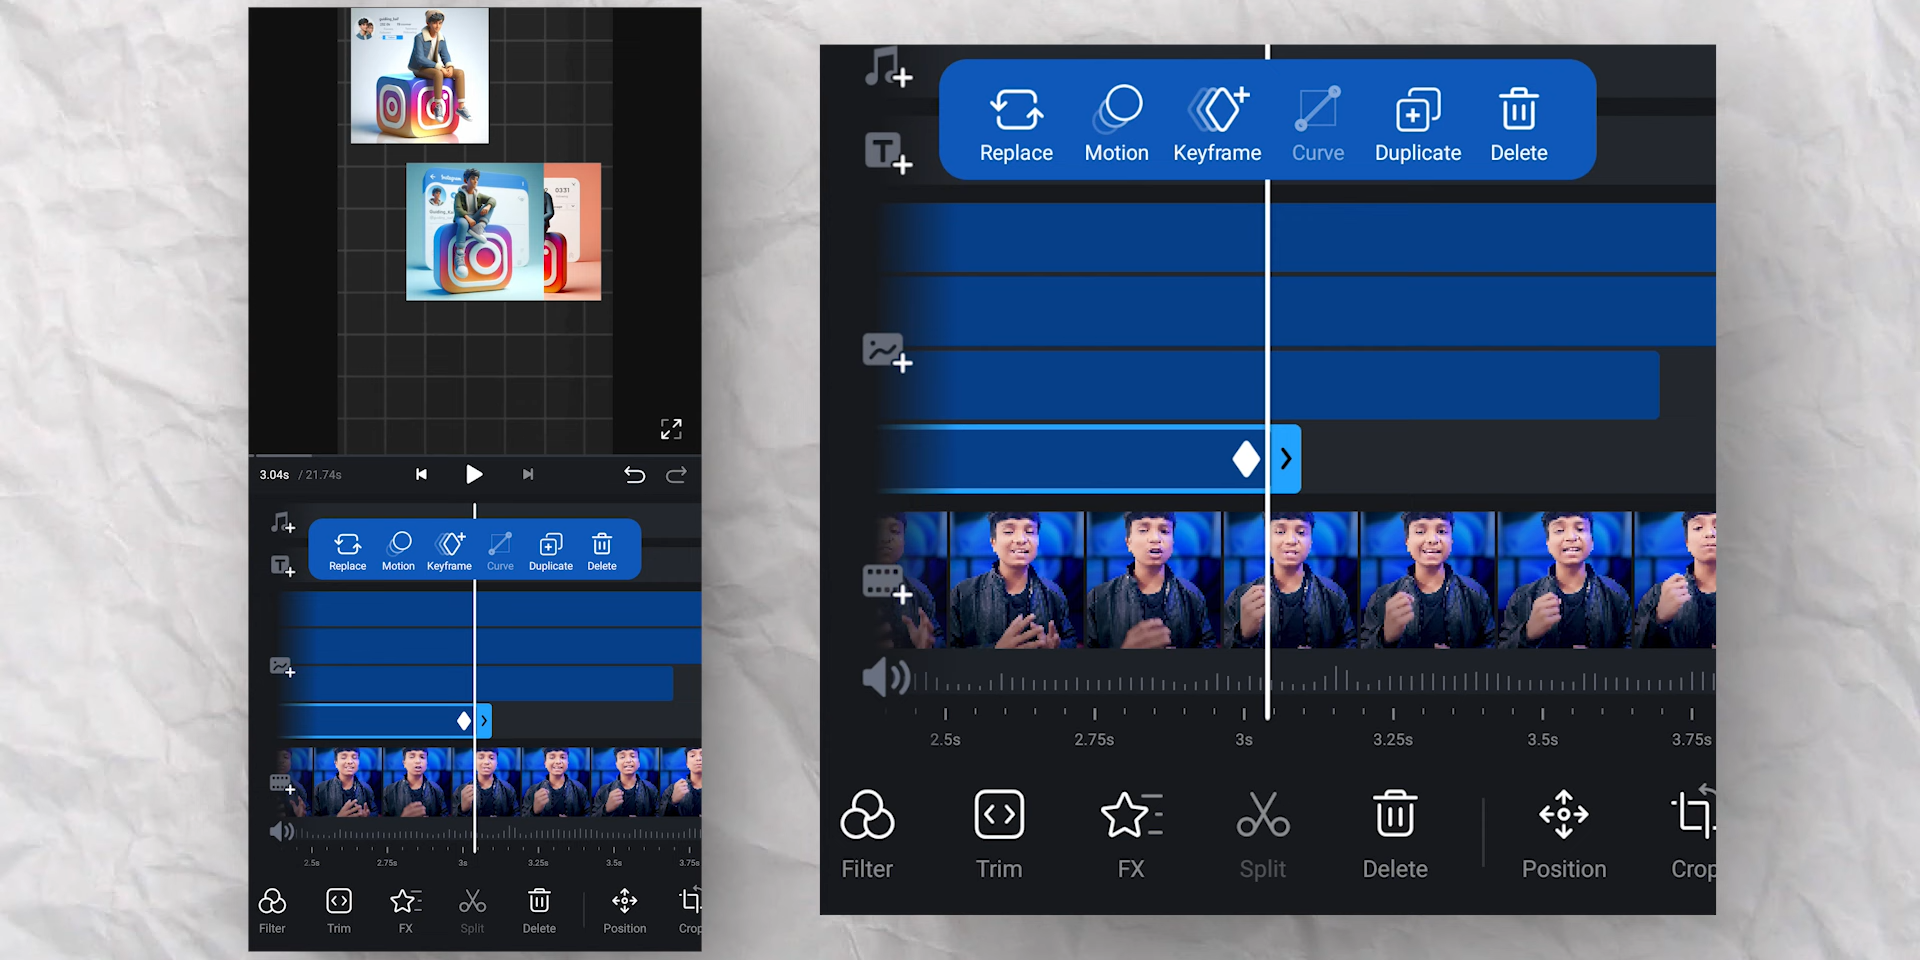 Instagram
0331
3.04s / 21.74s
Replace Motion Keyframe Curve Duplicate Delete
2.5s 2.75s 3s 3.25s 3.5s 3.75s
Filter Trim FX Split Delete Position Crop
Replace Motion Keyframe Curve Duplicate Delete
2.5s 2.75s 3s 3.25s 3.5s 3.75s
Filter Trim FX Split Delete Position Crop